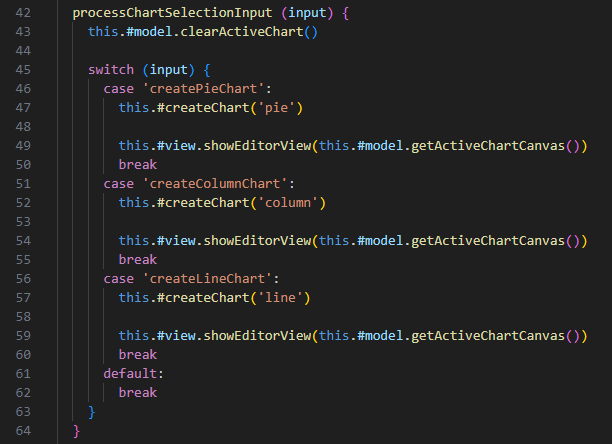 42 processChartSelectionInput (input) {
43 this.#model.clearActiveChart()
44
45 switch (input) {
46 case 'createPieChart':
47 this.#createChart('pie')
48
49 this.#view.showEditorView(this.#model.getActiveChartCanvas())
50 break
51 case 'createColumnChart':
52 this.#createChart('column')
53
54 this.#view.showEditorView(this.#model.getActiveChartCanvas())
55 break
56 case 'createLineChart':
57 this.#createChart('line')
58
59 this.#view.showEditorView(this.#model.getActiveChartCanvas())
60 break
61 default:
62 break
63 }
64 }